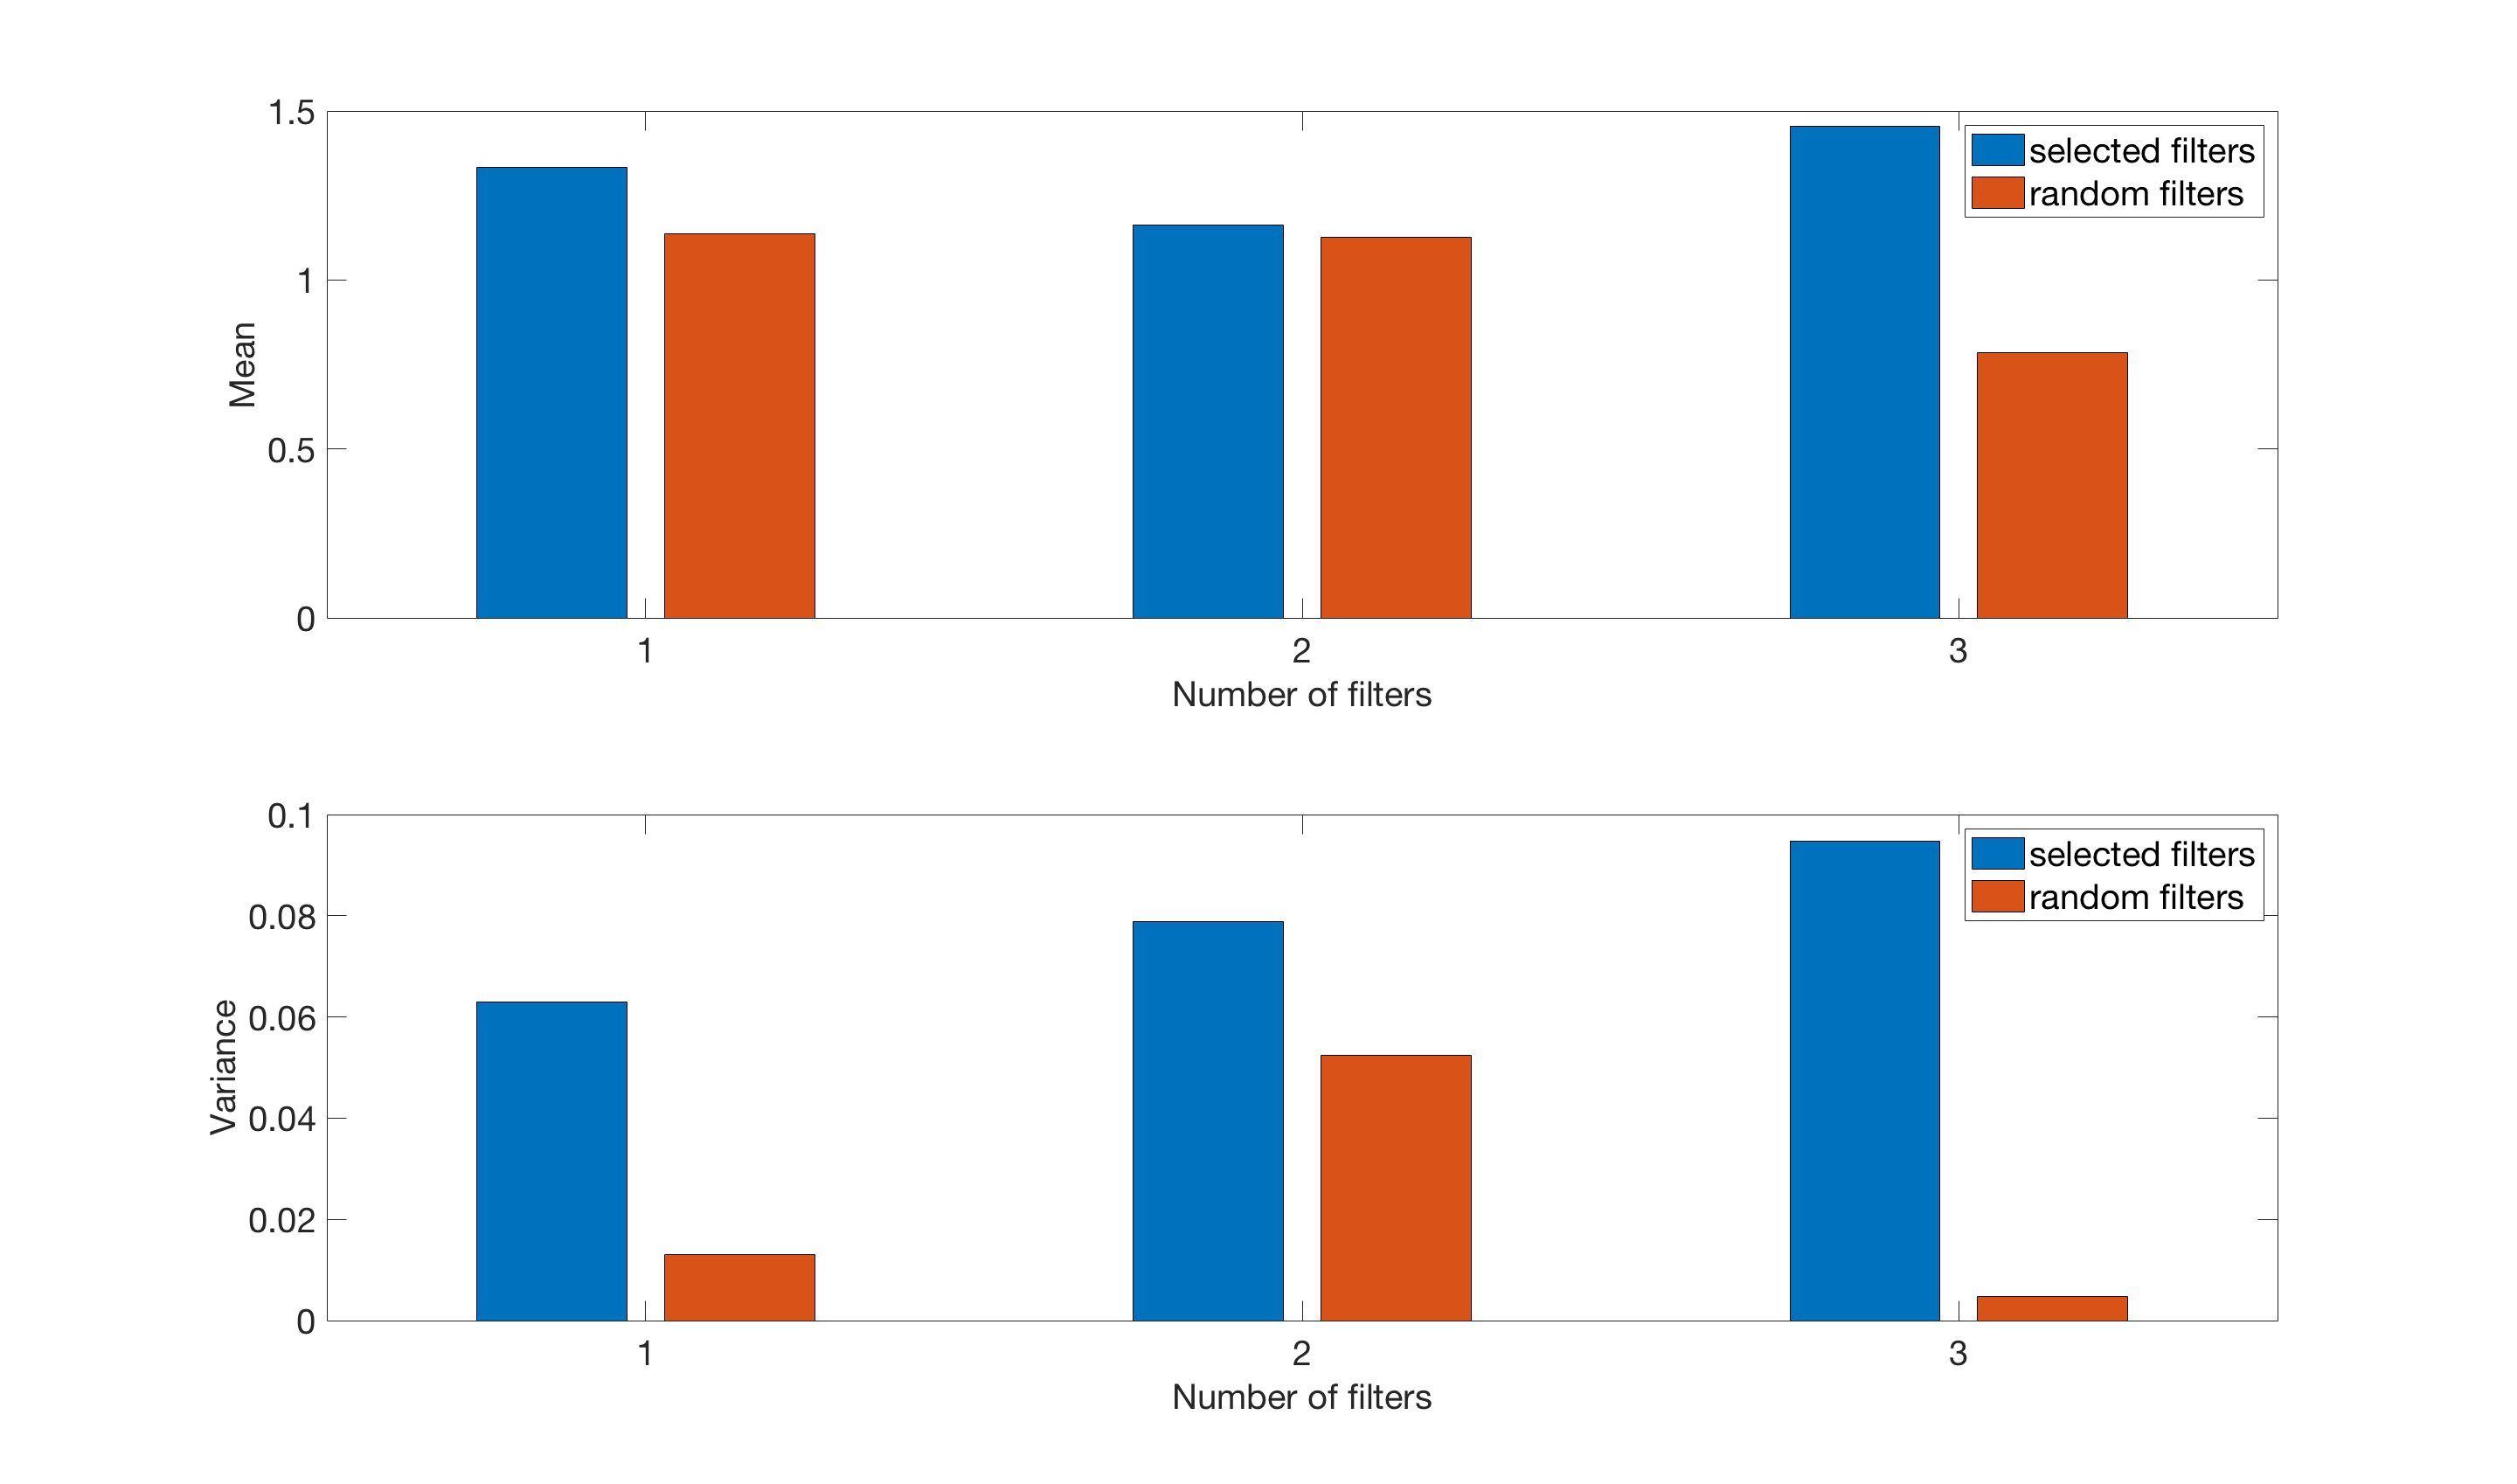 1.5
1
0.5
0
Mean
selected filters
random filters
1 2 3
Number of filters
0.1
0.08
0.06
0.04
0.02
0
Variance
selected filters
random filters
1 2 3
Number of filters